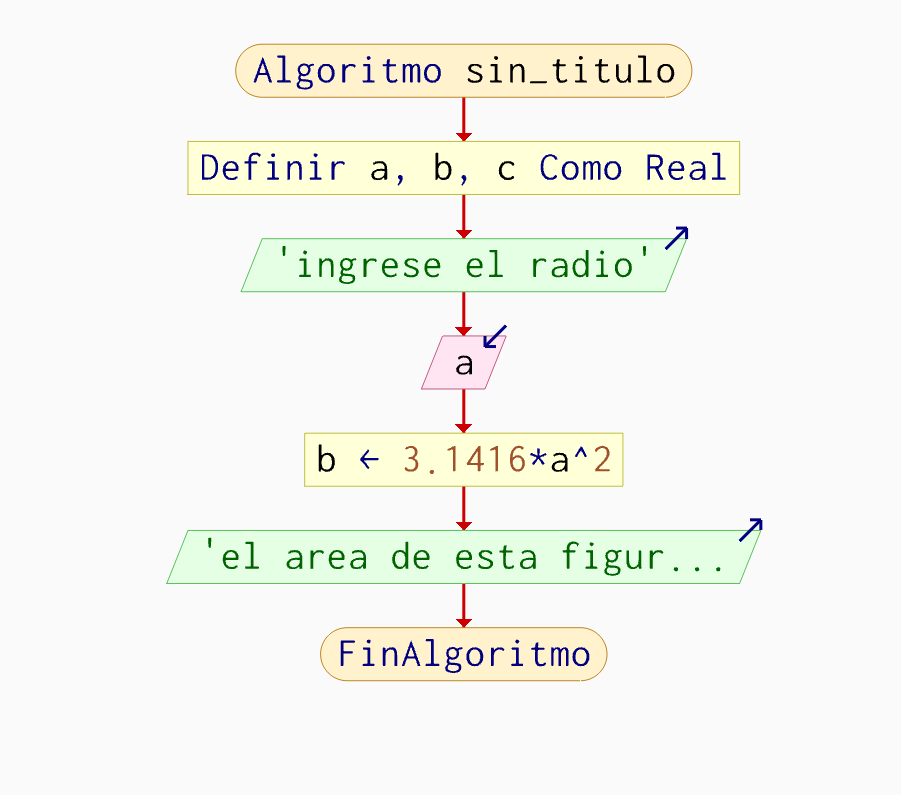 Algoritmo sin_titulo
Definir a, b, c Como Real
'ingrese el radio'
a
b ← 3.1416*a^2
'el area de esta figur...
FinAlgoritmo